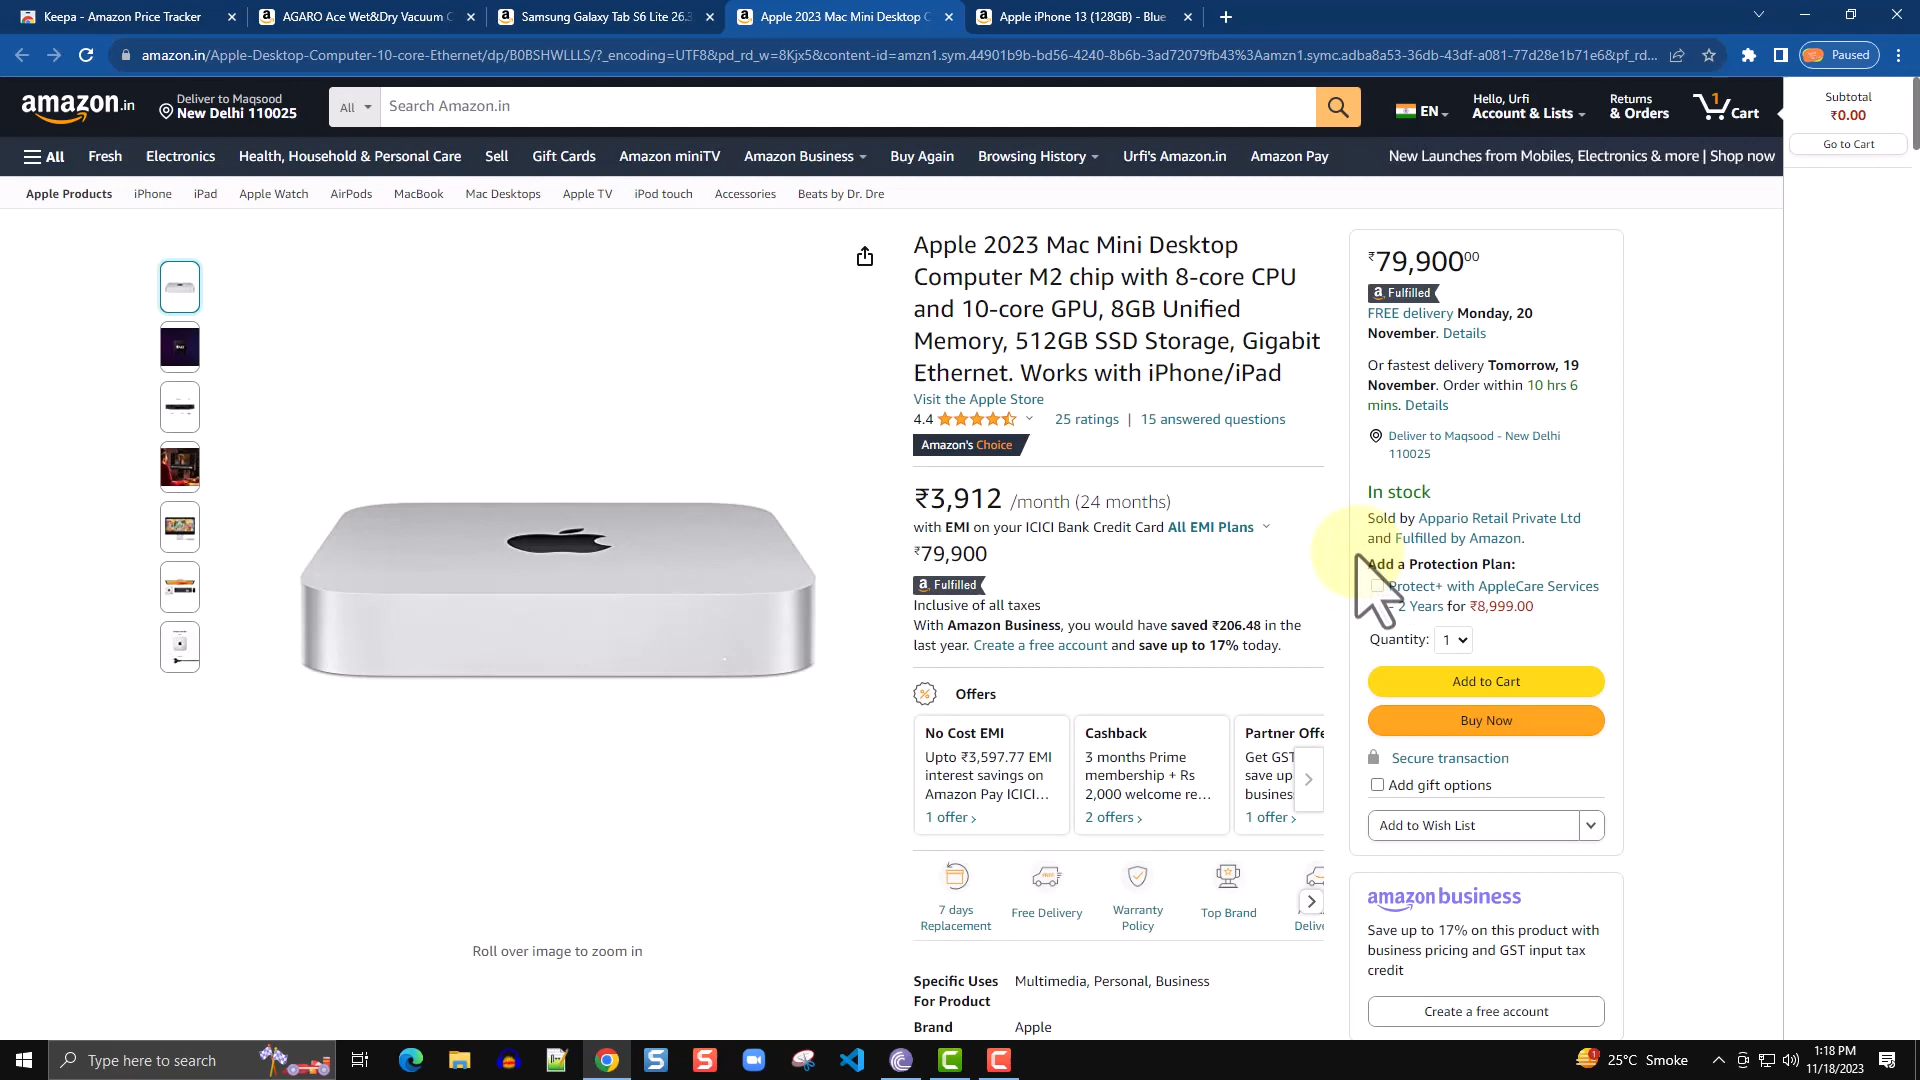 Keepa - Amazon Price Tracker
AGARO Ace Wet&Dry Vacuum C
Samsung Galaxy Tab S6 Lite 26.3
Apple 2023 Mac Mini Desktop C
Apple iPhone 13 (128GB) - Blue
amazon.in/Apple-Desktop-Computer-10-core-Ethernet/dp/B0BSHWLLLS/?_encoding=UTF8&pd_rd_w=8Kjx5&content-id=amzn1.sym.44901b9b-bd56-4240-8b6b-3ad72079fb43%3Aamzn1.symc.adba8a53-36db-43df-a081-77d28e1b71e6&pf_rd...
Paused
amazon.in
Deliver to Maqsood
New Delhi 110025
All
Search Amazon.in
EN
Hello, Urfi
Account & Lists
Returns
& Orders
1
Cart
Subtotal
₹0.00
Go to Cart
All
Fresh
Electronics
Health, Household & Personal Care
Sell
Gift Cards
Amazon miniTV
Amazon Business
Buy Again
Browsing History
Urfi's Amazon.in
Amazon Pay
New Launches from Mobiles, Electronics & more | Shop now
Apple Products
iPhone
iPad
Apple Watch
AirPods
MacBook
Mac Desktops
Apple TV
iPod touch
Accessories
Beats by Dr. Dre
Apple 2023 Mac Mini Desktop
Computer M2 chip with 8-core CPU
and 10-core GPU, 8GB Unified
Memory, 512GB SSD Storage, Gigabit
Ethernet. Works with iPhone/iPad
Visit the Apple Store
4.4
25 ratings | 15 answered questions
Amazon's Choice
₹3,912 /month (24 months)
with EMI on your ICICI Bank Credit Card All EMI Plans
₹79,900
a Fulfilled
Inclusive of all taxes
With Amazon Business, you would have saved ₹206.48 in the
last year. Create a free account and save up to 17% today.
Offers
No Cost EMI
Upto ₹3,597.77 EMI
interest savings on
Amazon Pay ICICI...
1 offer ›
Cashback
3 months Prime
membership + Rs
2,000 welcome re...
2 offers ›
Partner Offe
Get GST
save up
busines
1 offer ›
7 days
Replacement
Free Delivery
Warranty
Policy
Top Brand
Delive
Roll over image to zoom in
Specific Uses
For Product
Multimedia, Personal, Business
Brand
Apple
₹79,90000
a Fulfilled
FREE delivery Monday, 20
November. Details
Or fastest delivery Tomorrow, 19
November. Order within 10 hrs 6
mins. Details
Deliver to Maqsood - New Delhi
110025
In stock
Sold by Appario Retail Private Ltd
and Fulfilled by Amazon.
Add a Protection Plan:
Protect+ with AppleCare Services
- 2 Years for ₹8,999.00
Quantity: 1
Add to Cart
Buy Now
Secure transaction
Add gift options
Add to Wish List
amazon business
Save up to 17% on this product with
business pricing and GST input tax
credit
Create a free account
Type here to search
1
25°C Smoke
1:18 PM
11/18/2023